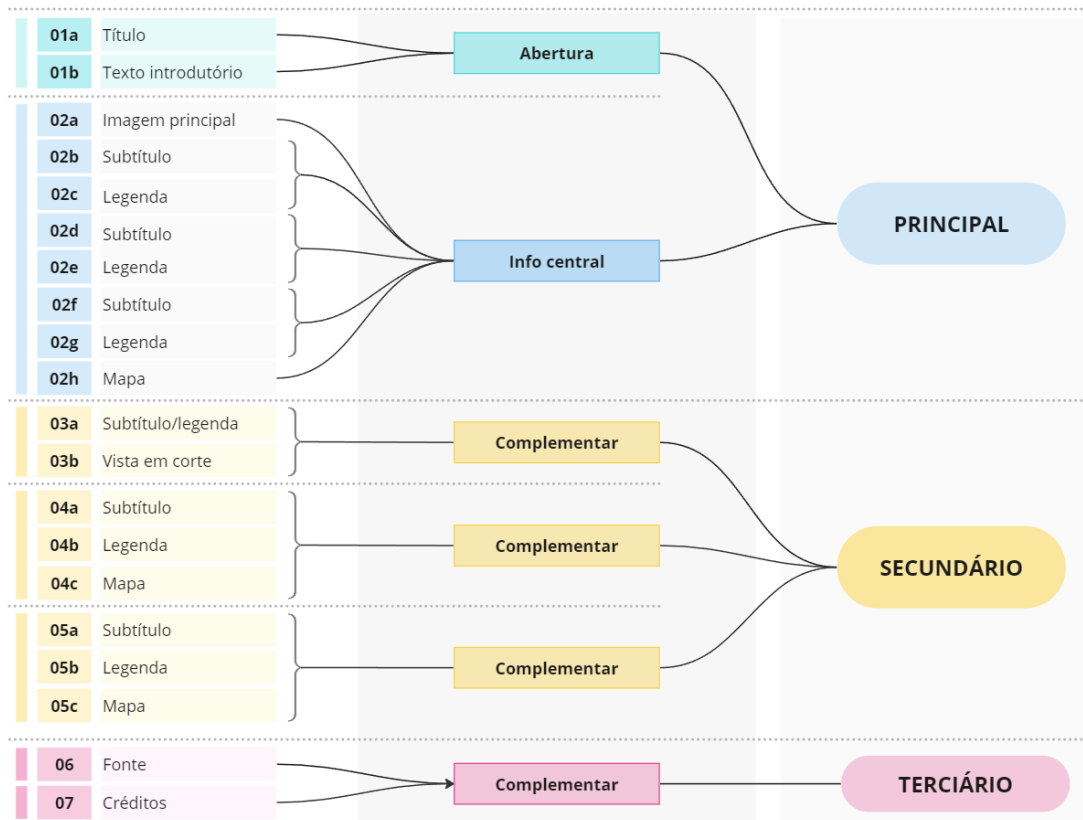 01a Título
01b Texto introdutório
Abertura
02a Imagem principal
02b Subtítulo
02c Legenda
02d Subtítulo
02e Legenda
02f Subtítulo
02g Legenda
02h Mapa
Info central
PRINCIPAL
03a Subtítulo/legenda
03b Vista em corte
Complementar
04a Subtítulo
04b Legenda
04c Mapa
Complementar
05a Subtítulo
05b Legenda
05c Mapa
Complementar
SECUNDÁRIO
06 Fonte
07 Créditos
Complementar
TERCIÁRIO